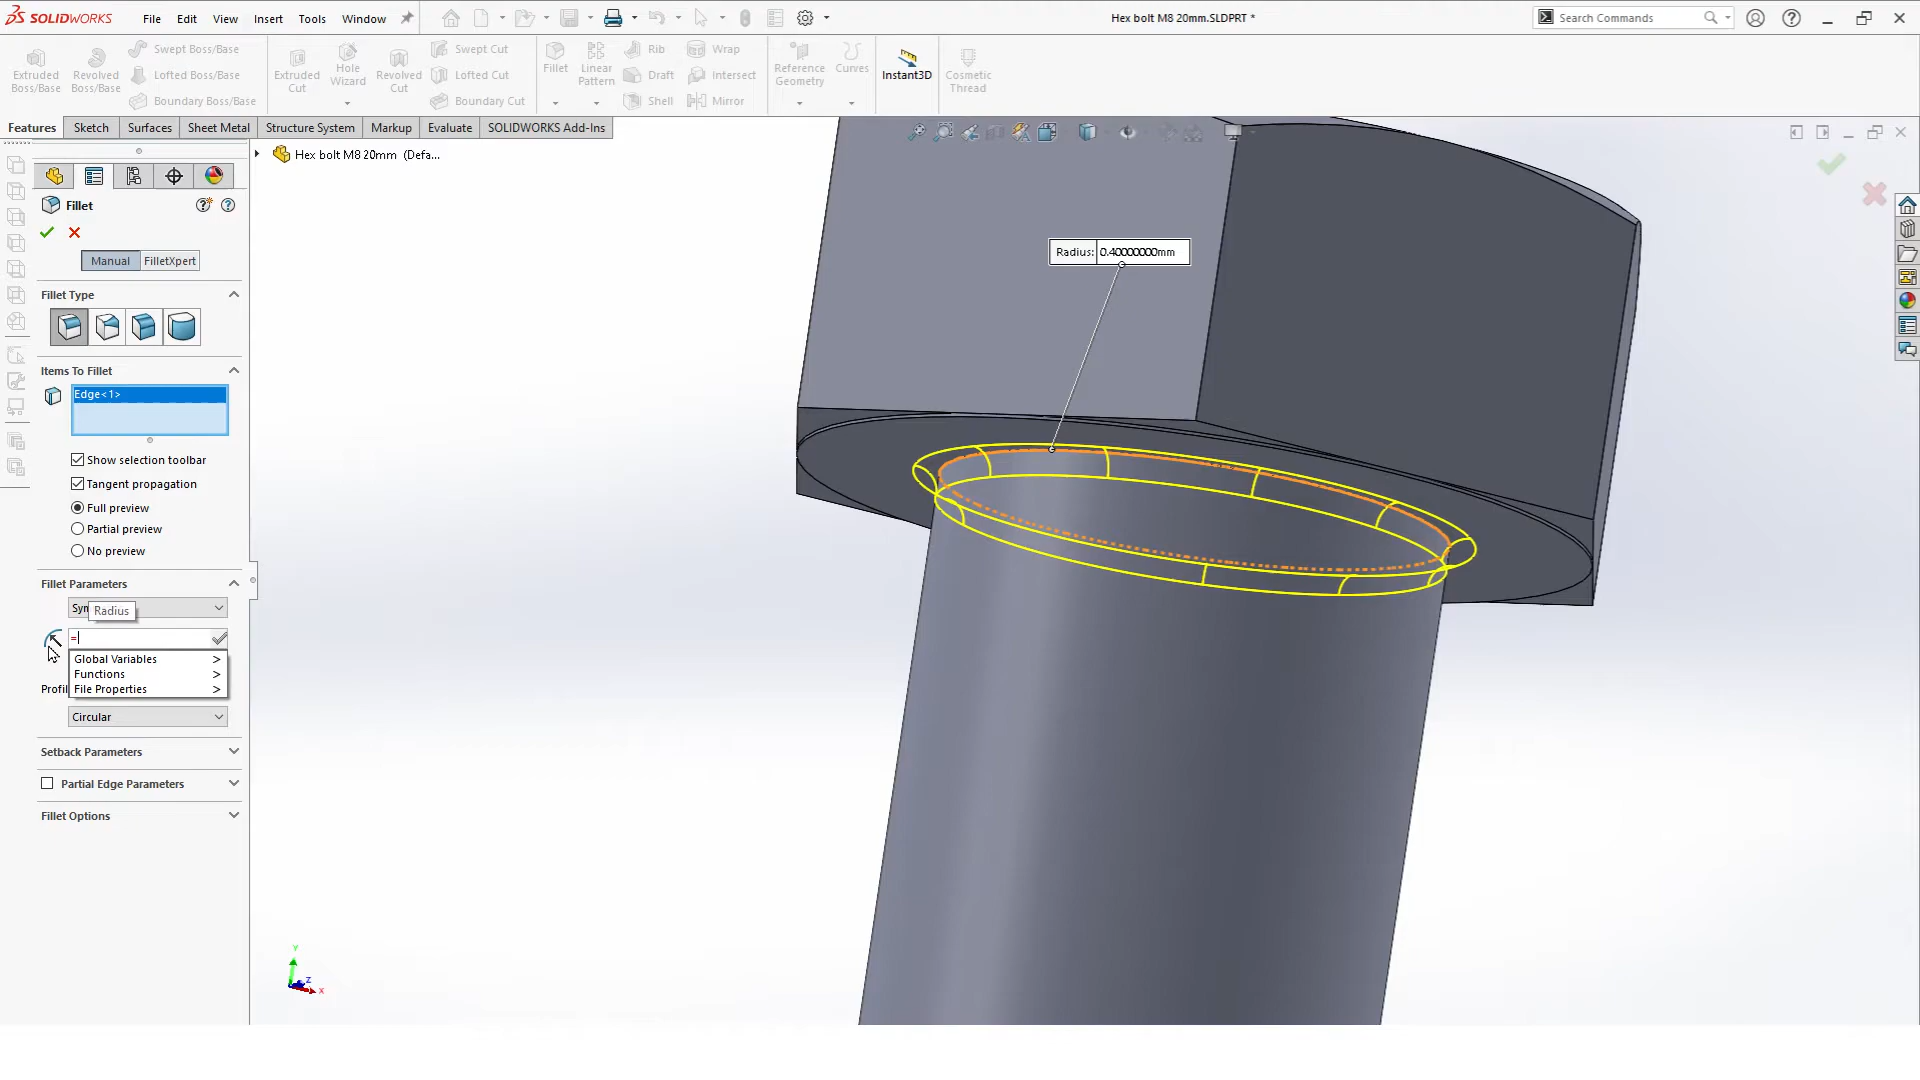 SOLIDWORKS File Edit View Insert Tools Window Hex bolt M8 20mm.SLDPRT * Search Commands
Extruded Boss/Base
Revolved Boss/Base
Swept Boss/Base
Lofted Boss/Base
Boundary Boss/Base
Extruded Cut
Hole Wizard
Revolved Cut
Swept Cut
Lofted Cut
Boundary Cut
Fillet
Linear Pattern
Rib
Draft
Shell
Wrap
Intersect
Mirror
Reference Geometry
Curves
Instant3D
Cosmetic Thread
Features Sketch Surfaces Sheet Metal Structure System Markup Evaluate SOLIDWORKS Add-Ins
Hex bolt M8 20mm (Defa...
Fillet
Manual FilletXpert
Fillet Type
Items To Fillet
Edge<1>
Show selection toolbar
Tangent propagation
Full preview
Partial preview
No preview
Fillet Parameters
Sym
Radius
=
Global Variables >
Functions >
File Properties >
Profil
Circular
Setback Parameters
Partial Edge Parameters
Fillet Options
Radius: 0.40000000mm
Y
Z
X